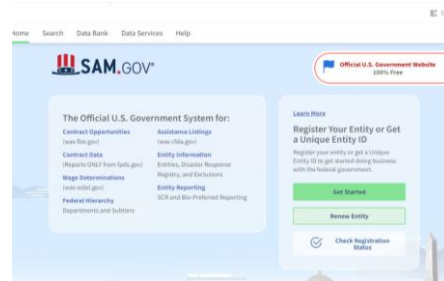 Home Search Data Bank Data Services Help
SAM.GOV®
Official U.S. Government Website
100% Free
The Official U.S. Government System for:
Contract Opportunities
(was fbo.gov)
Contract Data
(Reports ONLY from fpds.gov)
Wage Determinations
(was wdol.gov)
Federal Hierarchy
Departments and Subtiers
Assistance Listings
(was cfda.gov)
Entity Information
Entities, Disaster Response
Registry, and Exclusions
Entity Reporting
SCR and Bio-Preferred Reporting
Learn More
Register Your Entity or Get
a Unique Entity ID
Register your entity or get a Unique
Entity ID to get started doing business
with the federal government.
Get Started
Renew Entity
Check Registration
Status